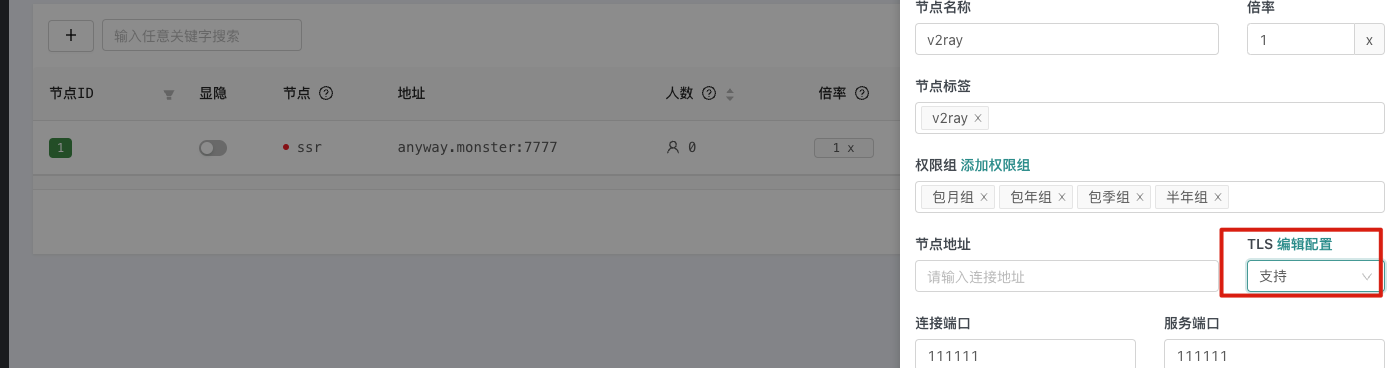 + 输入任意关键字搜索
节点ID 显隐 节点 地址 人数 倍率
1 ssr anyway.monster:7777 0 1 x
节点名称 倍率
v2ray 1 x
节点标签
v2ray x
权限组 添加权限组
包月组 x 包年组 x 包季组 x 半年组 x
节点地址 TLS 编辑配置
请输入连接地址 支持
连接端口 服务端口
111111 111111